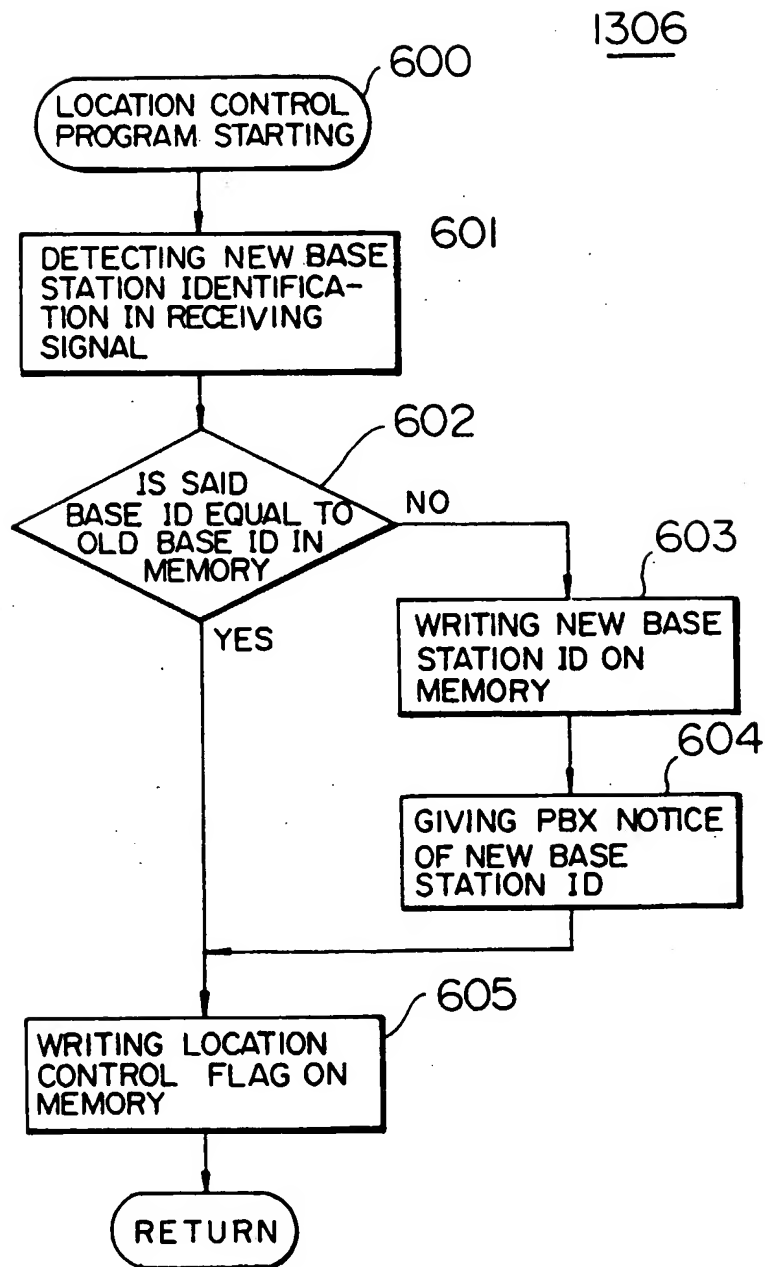 1306
600
LOCATION CONTROL
PROGRAM STARTING
601
DETECTING NEW BASE
STATION IDENTIFICA-
TION IN RECEIVING
SIGNAL
602
IS SAID
BASE ID EQUAL TO
OLD BASE ID IN
MEMORY
NO
YES
603
WRITING NEW BASE
STATION ID ON
MEMORY
604
GIVING PBX NOTICE
OF NEW BASE
STATION ID
605
WRITING LOCATION
CONTROL FLAG ON
MEMORY
RETURN